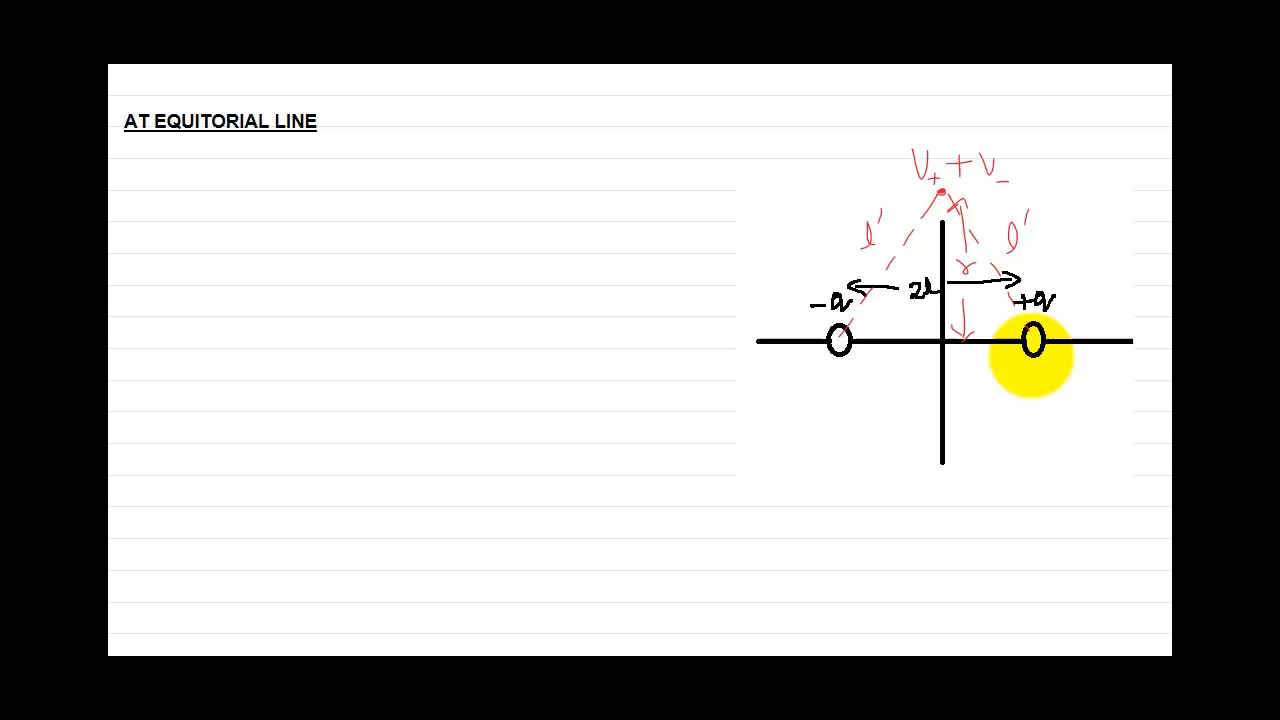 AT EQUITORIAL LINE
V₊ + V₋
l' l'
r
2l
-q +q